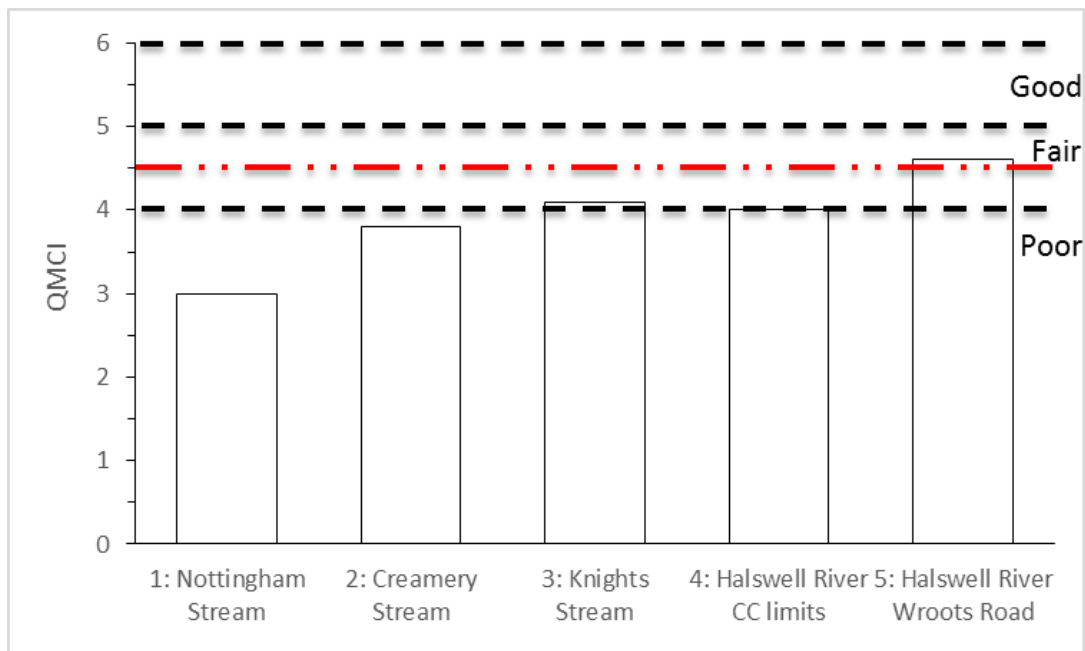 6
Good
5
Fair
4
Poor
QMCI
3
2
1
0
1: Nottingham Stream
2: Creamery Stream
3: Knights Stream
4: Halswell River CC limits
5: Halswell River Wroots Road